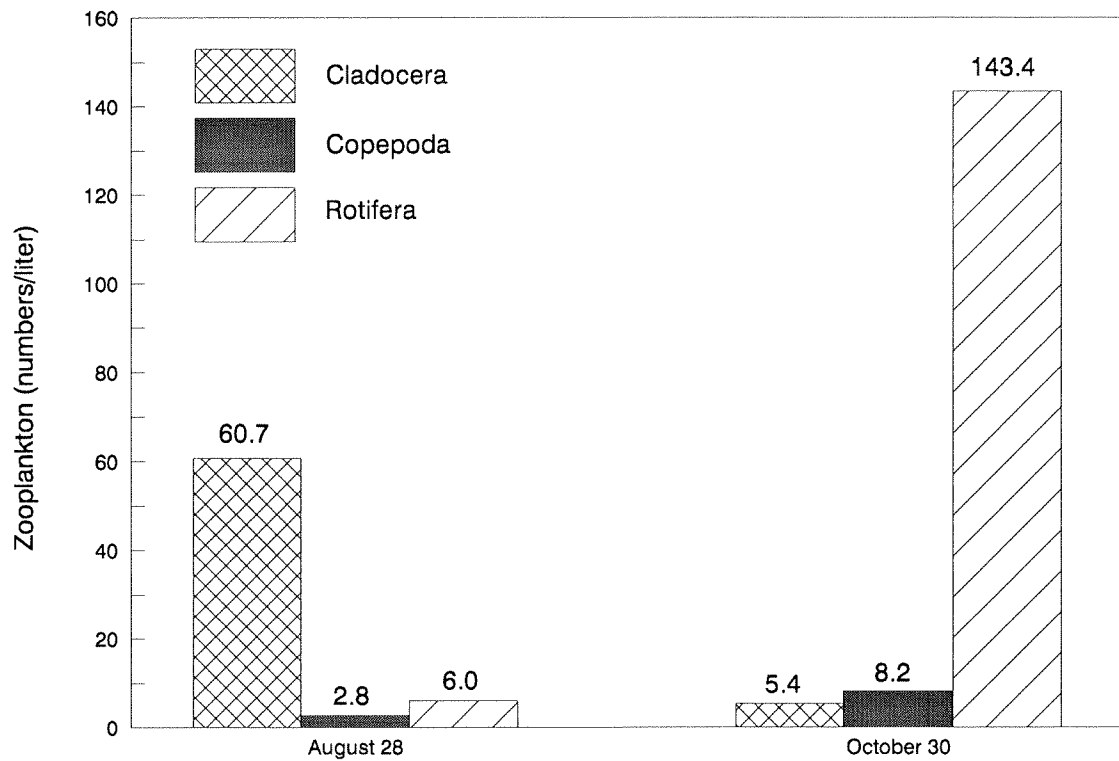 Zooplankton (numbers/liter)
160
140
120
100
80
60
40
20
0
Cladocera
Copepoda
Rotifera
60.7
2.8
6.0
5.4
8.2
143.4
August 28
October 30